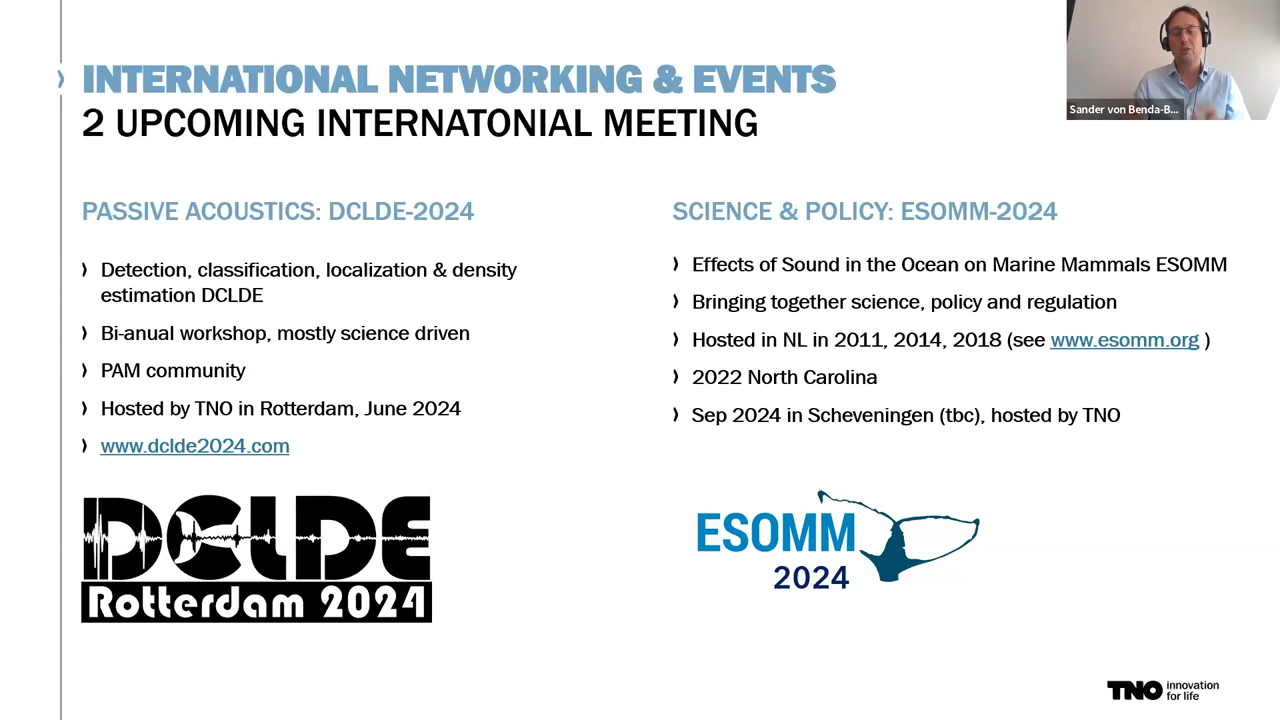 INTERNATIONAL NETWORKING & EVENTS
2 UPCOMING INTERNATONIAL MEETING
Sander von Benda-B...
PASSIVE ACOUSTICS: DCLDE-2024
Detection, classification, localization & density
estimation DCLDE
Bi-anual workshop, mostly science driven
PAM community
Hosted by TNO in Rotterdam, June 2024
www.dclde2024.com
DCLDE
Rotterdam 2024
SCIENCE & POLICY: ESOMM-2024
Effects of Sound in the Ocean on Marine Mammals ESOMM
Bringing together science, policy and regulation
Hosted in NL in 2011, 2014, 2018 (see www.esomm.org )
2022 North Carolina
Sep 2024 in Scheveningen (tbc), hosted by TNO
ESOMM
2024
TNO innovation
for life